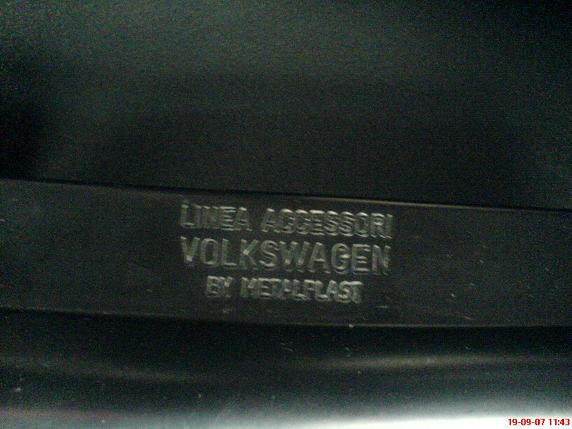 LINEA ACCESSORI
VOLKSWAGEN
BY METALPLAST
19-09-07 11:43